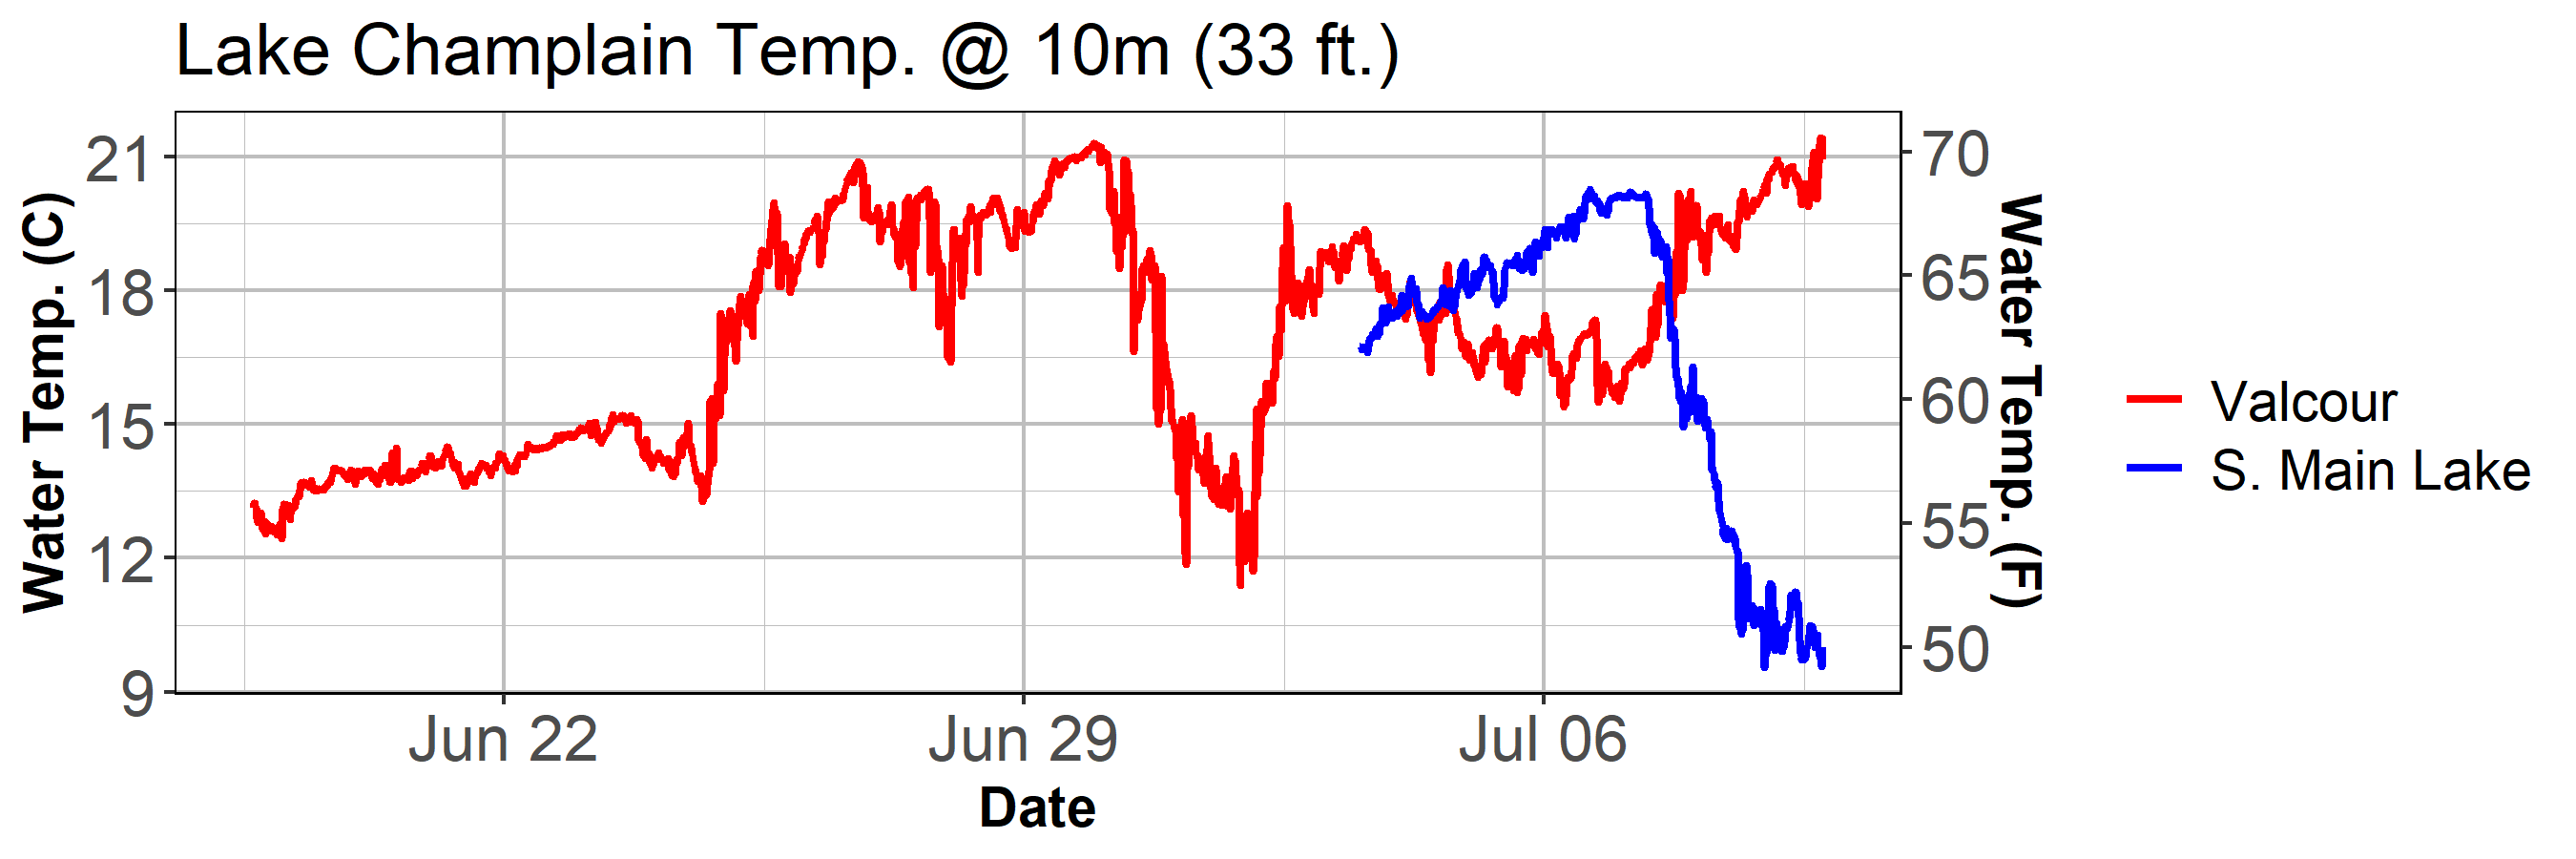 Lake Champlain Temp. @ 10m (33 ft.)
Water Temp. (C)
21
18
15
12
9
70
65
60
55
50
Water Temp. (F)
Jun 22
Jun 29
Jul 06
Date
Valcour
S. Main Lake